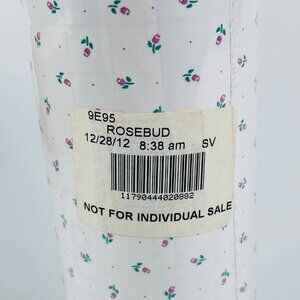 9E95
ROSEBUD
12/28/12 8:38 am SV
11790444020882
NOT FOR INDIVIDUAL SALE